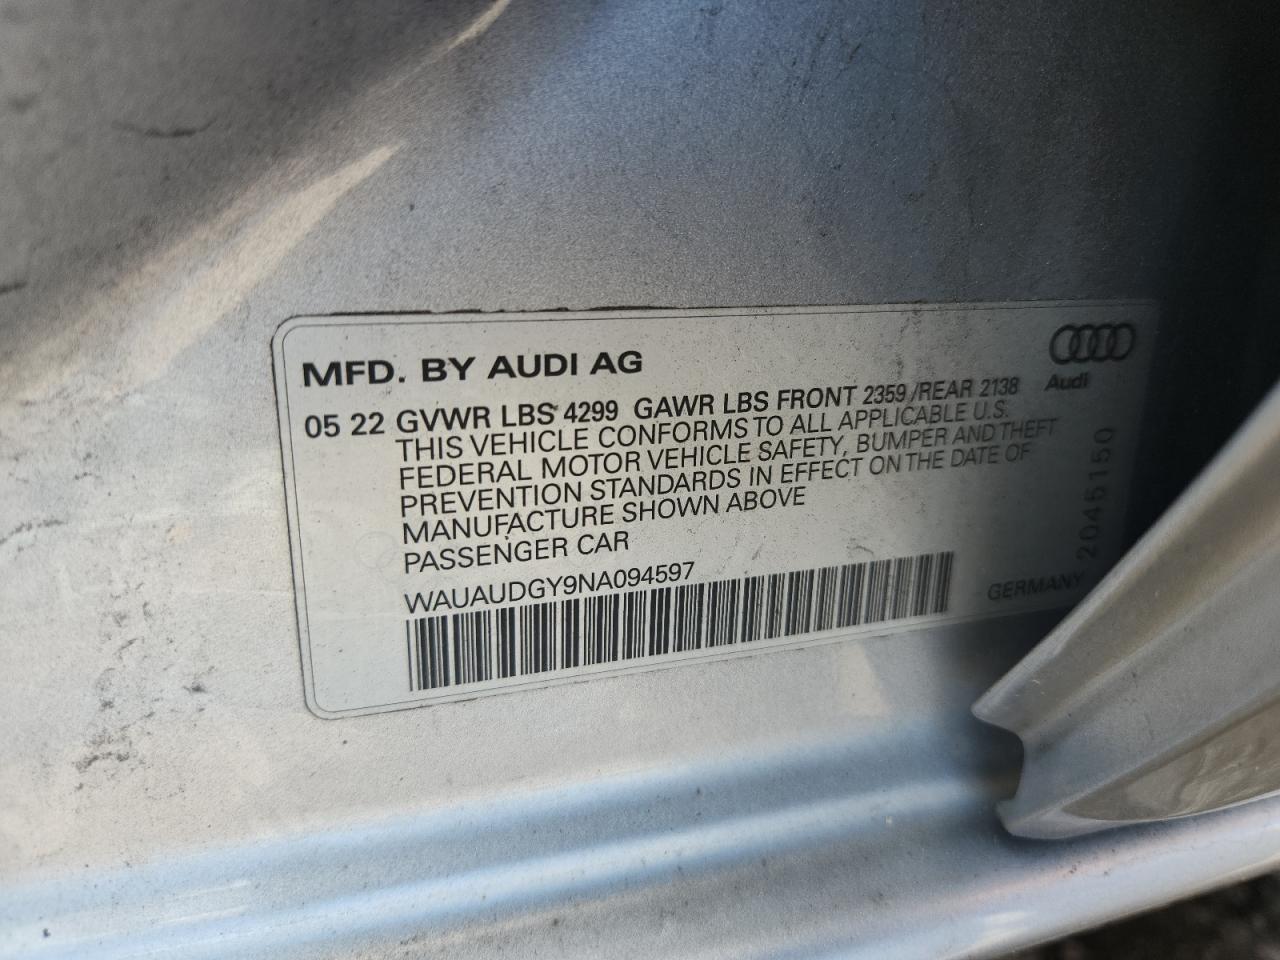 MFD. BY AUDI AG
Audi
05 22 GVWR LBS 4299 GAWR LBS FRONT 2359/REAR 2138
THIS VEHICLE CONFORMS TO ALL APPLICABLE U.S.
FEDERAL MOTOR VEHICLE SAFETY, BUMPER AND THEFT
PREVENTION STANDARDS IN EFFECT ON THE DATE OF
MANUFACTURE SHOWN ABOVE
PASSENGER CAR
WAUAUDGY9NA094597
GERMANY
2045150